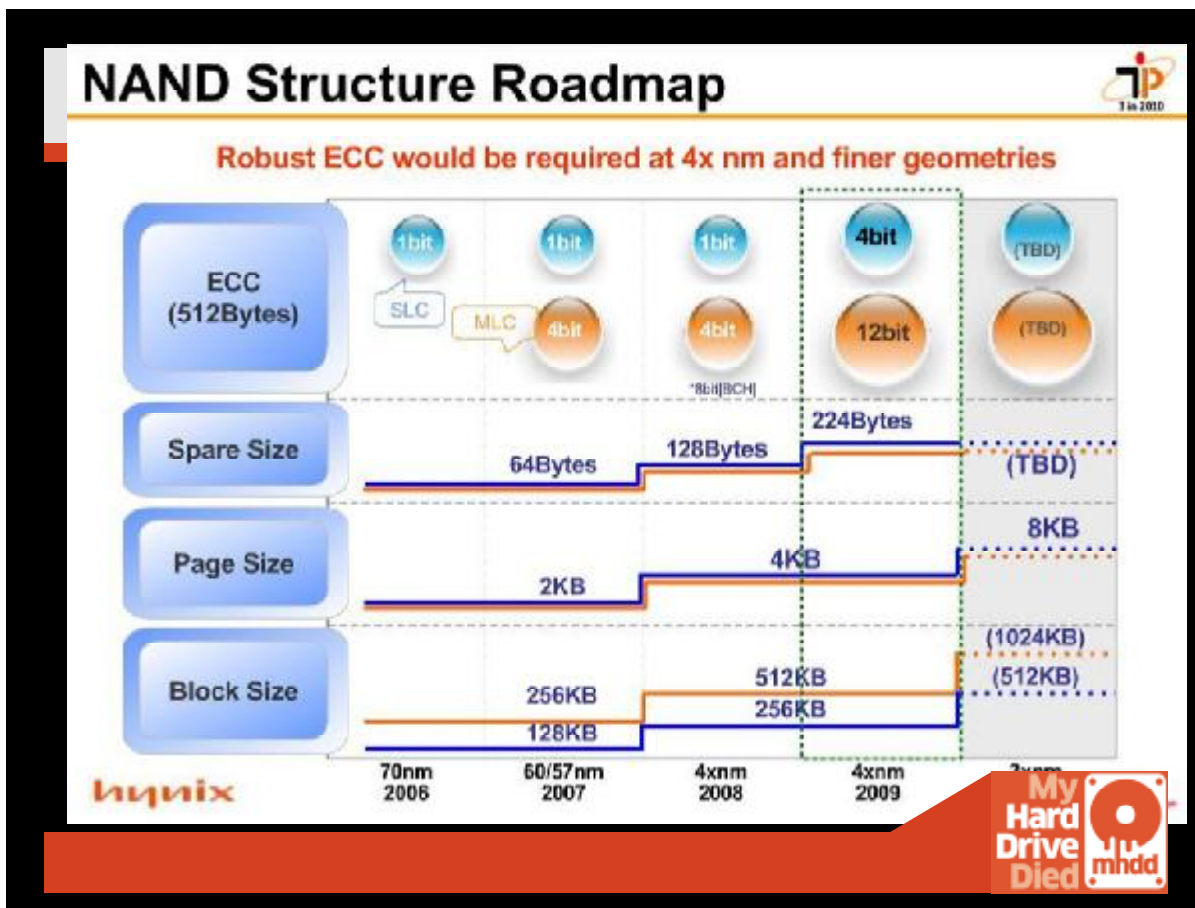 NAND Structure Roadmap
3 in 2010
Robust ECC would be required at 4x nm and finer geometries
ECC
(512Bytes)
1bit
1bit
1bit
4bit
(TBD)
SLC
MLC
4bit
4bit
12bit
(TBD)
*8bit[BCH]
Spare Size
64Bytes
128Bytes
224Bytes
(TBD)
Page Size
2KB
4KB
8KB
Block Size
256KB
512KB
(1024KB)
128KB
256KB
(512KB)
70nm
2006
60/57nm
2007
4xnm
2008
4xnm
2009
hynix
My
Hard
Drive
Died
mhdd